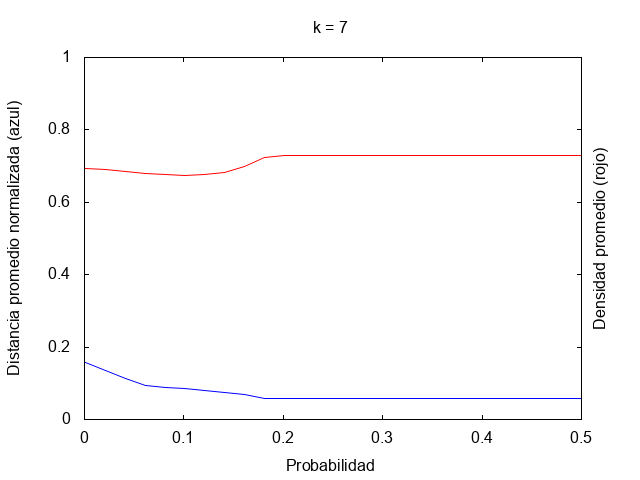 k = 7
Distancia promedio normalizada (azul)
1
0.8
0.6
0.4
0.2
0
0 0.1 0.2 0.3 0.4 0.5
Probabilidad
Densidad promedio (rojo)